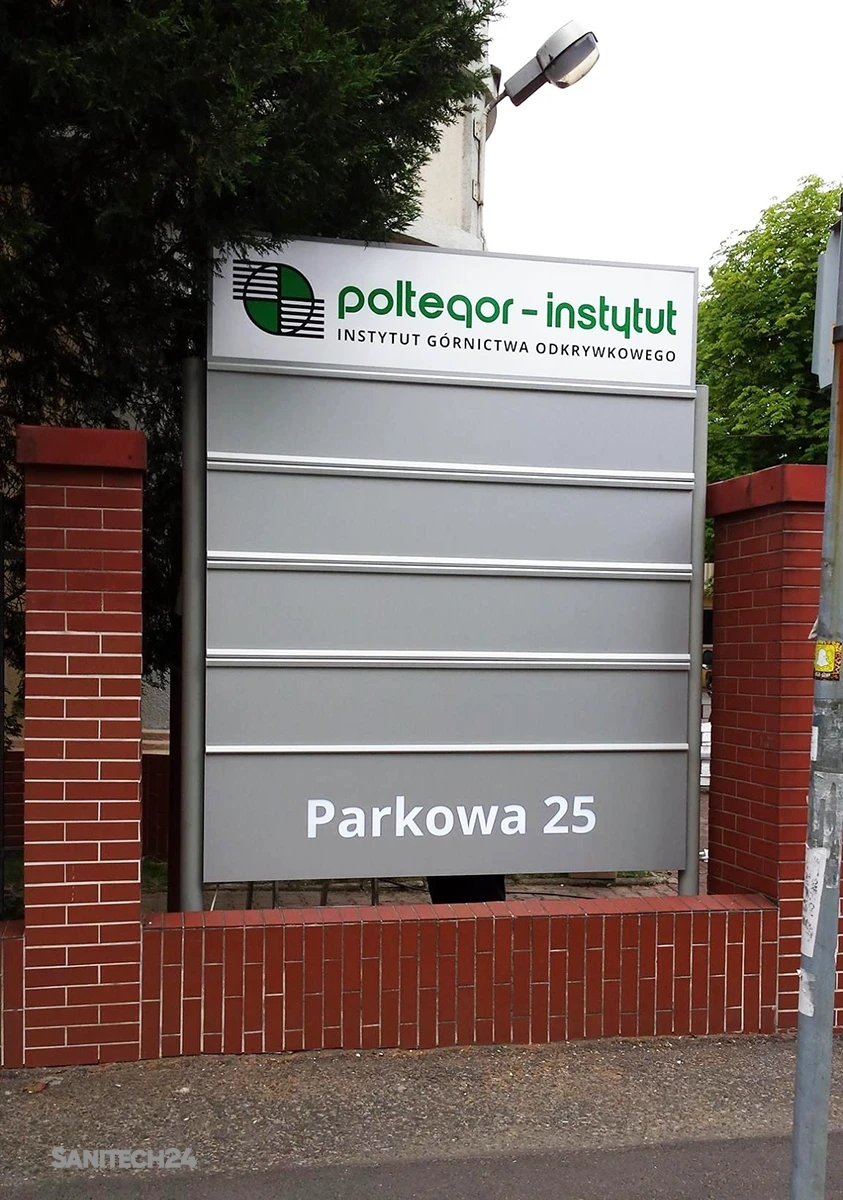 poltegor - instytut
INSTYTUT GÓRNICTWA ODKRYWKOWEGO
Parkowa 25
SANITECH24